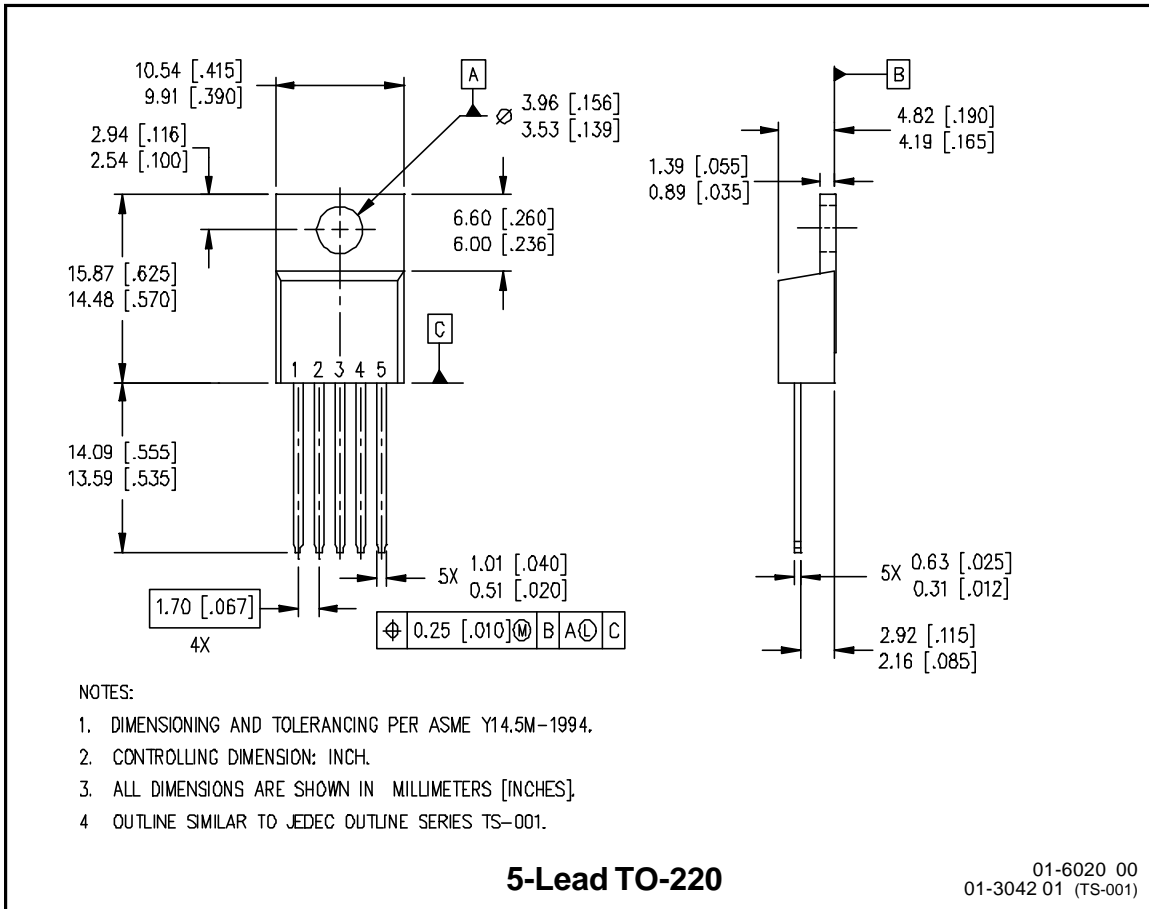 10.54 [.415]
9.91 [.390]
A
⌀ 3.96 [.156]
3.53 [.139]
B
2.94 [.116]
2.54 [.100]
4.82 [.190]
4.19 [.165]
1.39 [.055]
0.89 [.035]
6.60 [.260]
6.00 [.236]
15.87 [.625]
14.48 [.570]
C
1 2 3 4 5
14.09 [.555]
13.59 [.535]
5X 1.01 [.040]
0.51 [.020]
5X 0.63 [.025]
0.31 [.012]
1.70 [.067]
4X
⌖ 0.25 [.010]Ⓜ B AⓁ C
2.92 [.115]
2.16 [.085]
NOTES:
1. DIMENSIONING AND TOLERANCING PER ASME Y14.5M-1994.
2. CONTROLLING DIMENSION: INCH.
3. ALL DIMENSIONS ARE SHOWN IN MILLIMETERS [INCHES].
4 OUTLINE SIMILAR TO JEDEC OUTLINE SERIES TS-001.
5-Lead TO-220
01-6020 00
01-3042 01 (TS-001)